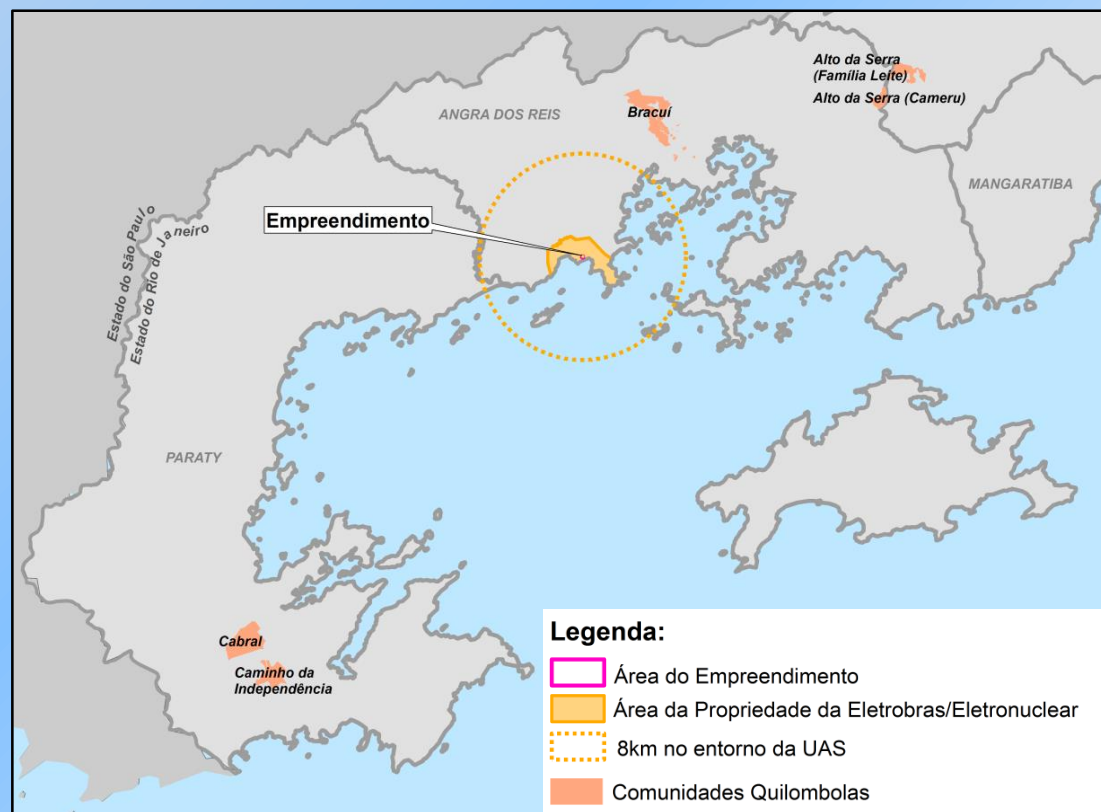 Alto da Serra
(Família Leite)
Alto da Serra (Cameru)
Bracuí
ANGRA DOS REIS
MANGARATIBA
Empreendimento
Estado do São Paulo
Estado do Rio de Janeiro
PARATY
Cabral
Caminho da
Independência
Legenda:
Área do Empreendimento
Área da Propriedade da Eletrobras/Eletronuclear
8km no entorno da UAS
Comunidades Quilombolas